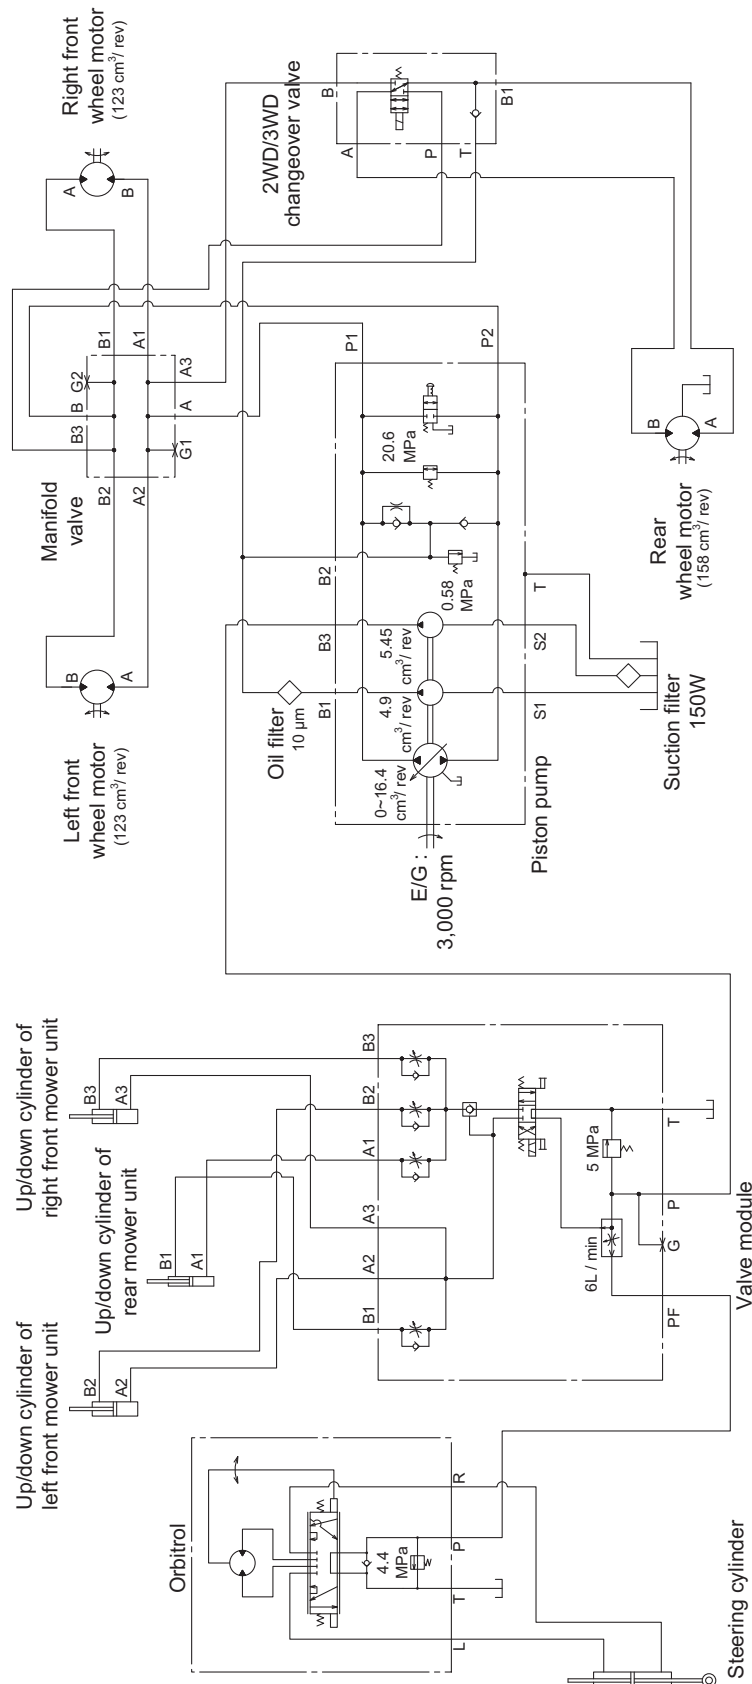 Right front
wheel motor
(123 cm³/ rev)
A
B
2WD/3WD
changeover valve
B
A
P
T
B1
Manifold
valve
B1
A1
G2
B
A3
A
B3
G1
B2
A2
Left front
wheel motor
(123 cm³/ rev)
B
A
P1
P2
20.6
MPa
0.58
MPa
B2
B3
B1
T
S2
S1
5.45
cm³/ rev
4.9
cm³/ rev
0~16.4
cm³/ rev
Oil filter
10 µm
Piston pump
E/G :
3,000 rpm
Suction filter
150W
Rear
wheel motor
(158 cm³/ rev)
B
A
Up/down cylinder of
right front mower unit
B3
A3
Up/down cylinder of
rear mower unit
B1
A1
Up/down cylinder of
left front mower unit
B2
A2
B3
B2
A1
A3
A2
B1
5 MPa
6L / min
T
P
G
PF
Valve module
Orbitrol
4.4
MPa
R
P
T
L
Steering cylinder